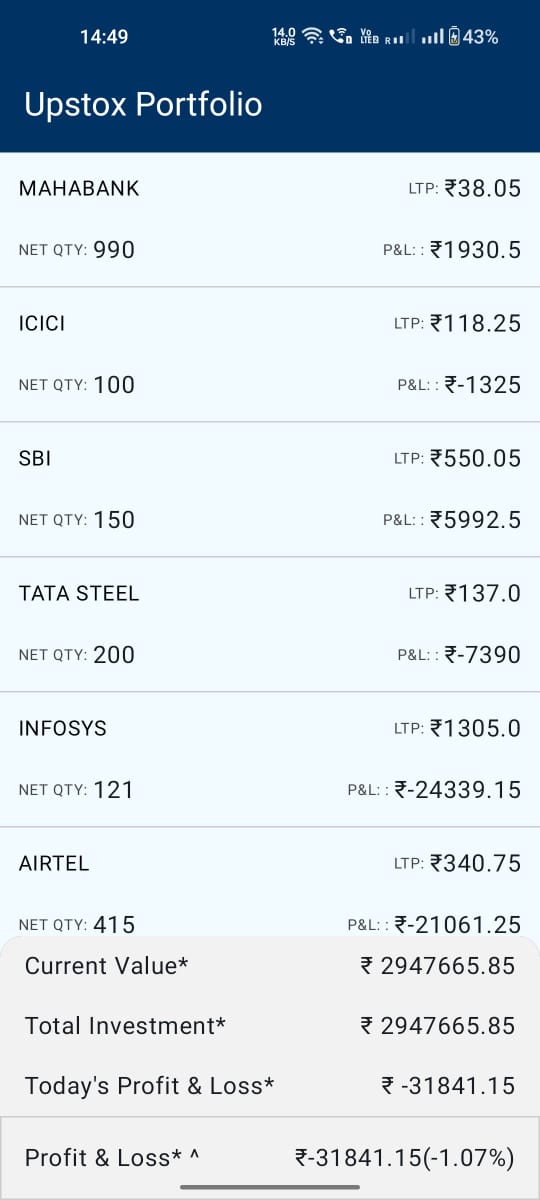 14:49 14.0 KB/S Vo LTE2 R 43%
Upstox Portfolio
MAHABANK LTP: ₹38.05
NET QTY: 990 P&L: : ₹1930.5
ICICI LTP: ₹118.25
NET QTY: 100 P&L: : ₹-1325
SBI LTP: ₹550.05
NET QTY: 150 P&L: : ₹5992.5
TATA STEEL LTP: ₹137.0
NET QTY: 200 P&L: : ₹-7390
INFOSYS LTP: ₹1305.0
NET QTY: 121 P&L: : ₹-24339.15
AIRTEL LTP: ₹340.75
NET QTY: 415 P&L: : ₹-21061.25
Current Value* ₹ 2947665.85
Total Investment* ₹ 2947665.85
Today's Profit & Loss* ₹ -31841.15
Profit & Loss* ^ ₹-31841.15(-1.07%)